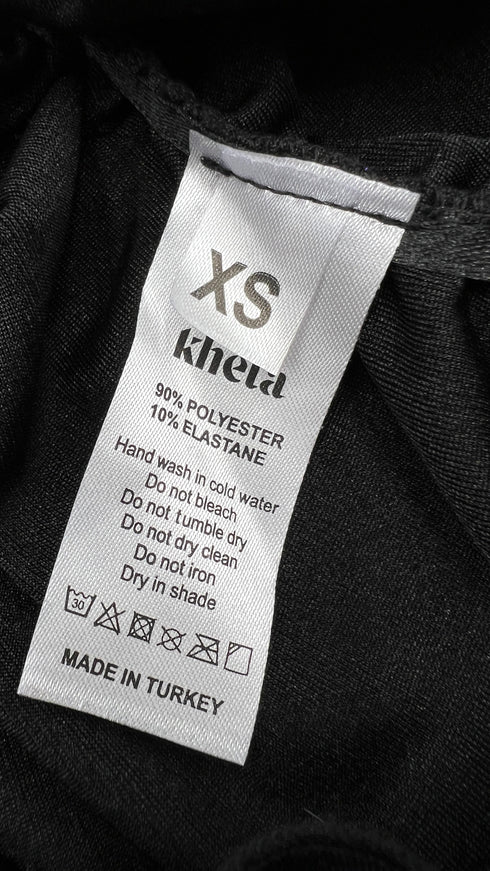 XS
kheta
90% POLYESTER
10% ELASTANE
Hand wash in cold water
Do not bleach
Do not tumble dry
Do not dry clean
Do not iron
Dry in shade
30
MADE IN TURKEY